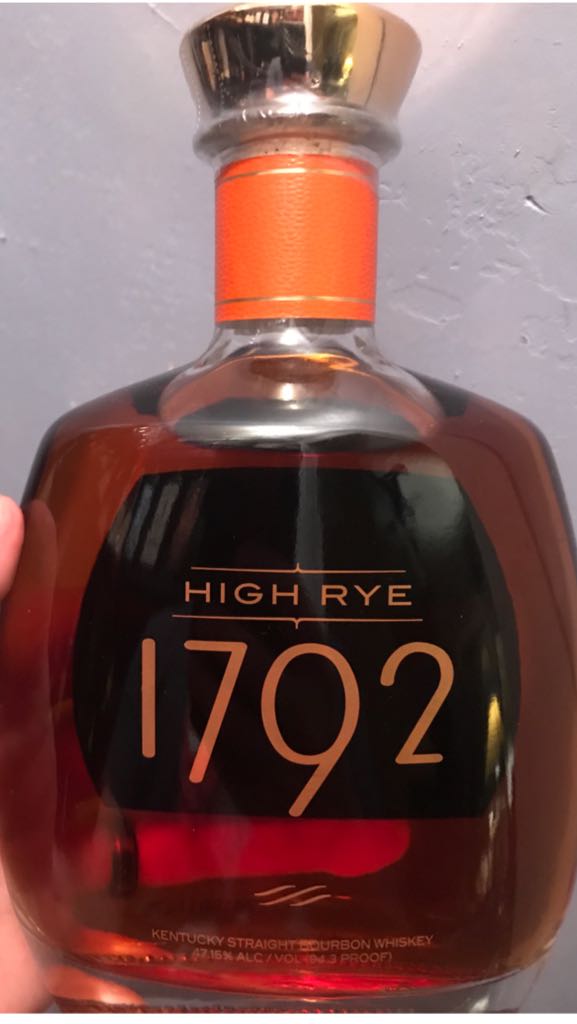 HIGH RYE
1792
KENTUCKY STRAIGHT BOURBON WHISKEY
47.15% ALC / VOL (94.3 PROOF)